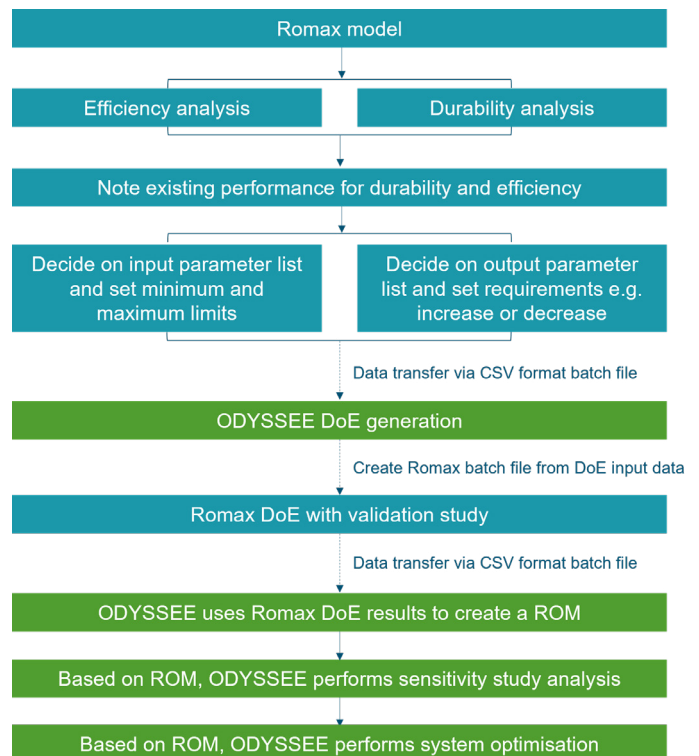 Romax model
Efficiency analysis
Durability analysis
Note existing performance for durability and efficiency
Decide on input parameter list
and set minimum and
maximum limits
Decide on output parameter
list and set requirements e.g.
increase or decrease
Data transfer via CSV format batch file
ODYSSEE DoE generation
Create Romax batch file from DoE input data
Romax DoE with validation study
Data transfer via CSV format batch file
ODYSSEE uses Romax DoE results to create a ROM
Based on ROM, ODYSSEE performs sensitivity study analysis
Based on ROM, ODYSSEE performs system optimisation